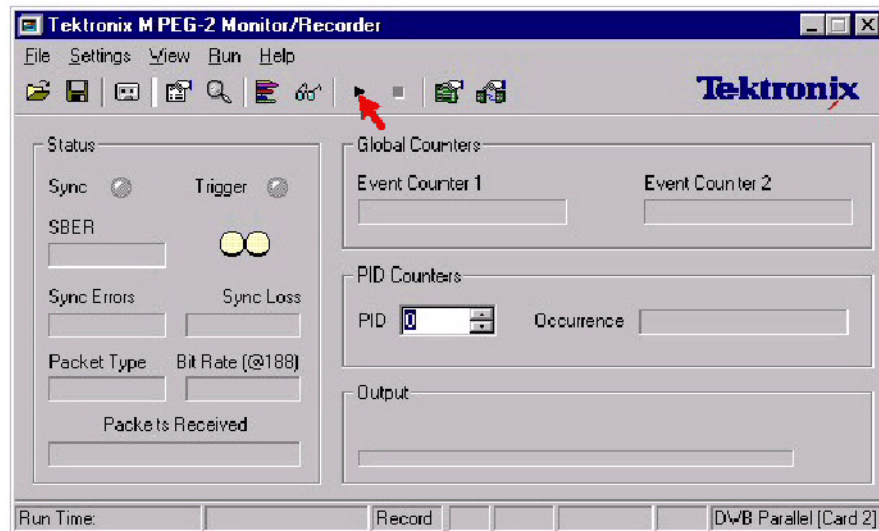 Tektronix MPEG-2 Monitor/Recorder
File Settings View Run Help
Tektronix
Status
Sync Trigger
SBER
Sync Errors Sync Loss
Packet Type Bit Rate (@188)
Packets Received
Global Counters
Event Counter 1 Event Counter 2
PID Counters
PID 0 Occurrence
Output
Run Time: Record DWB Parallel [Card 2]